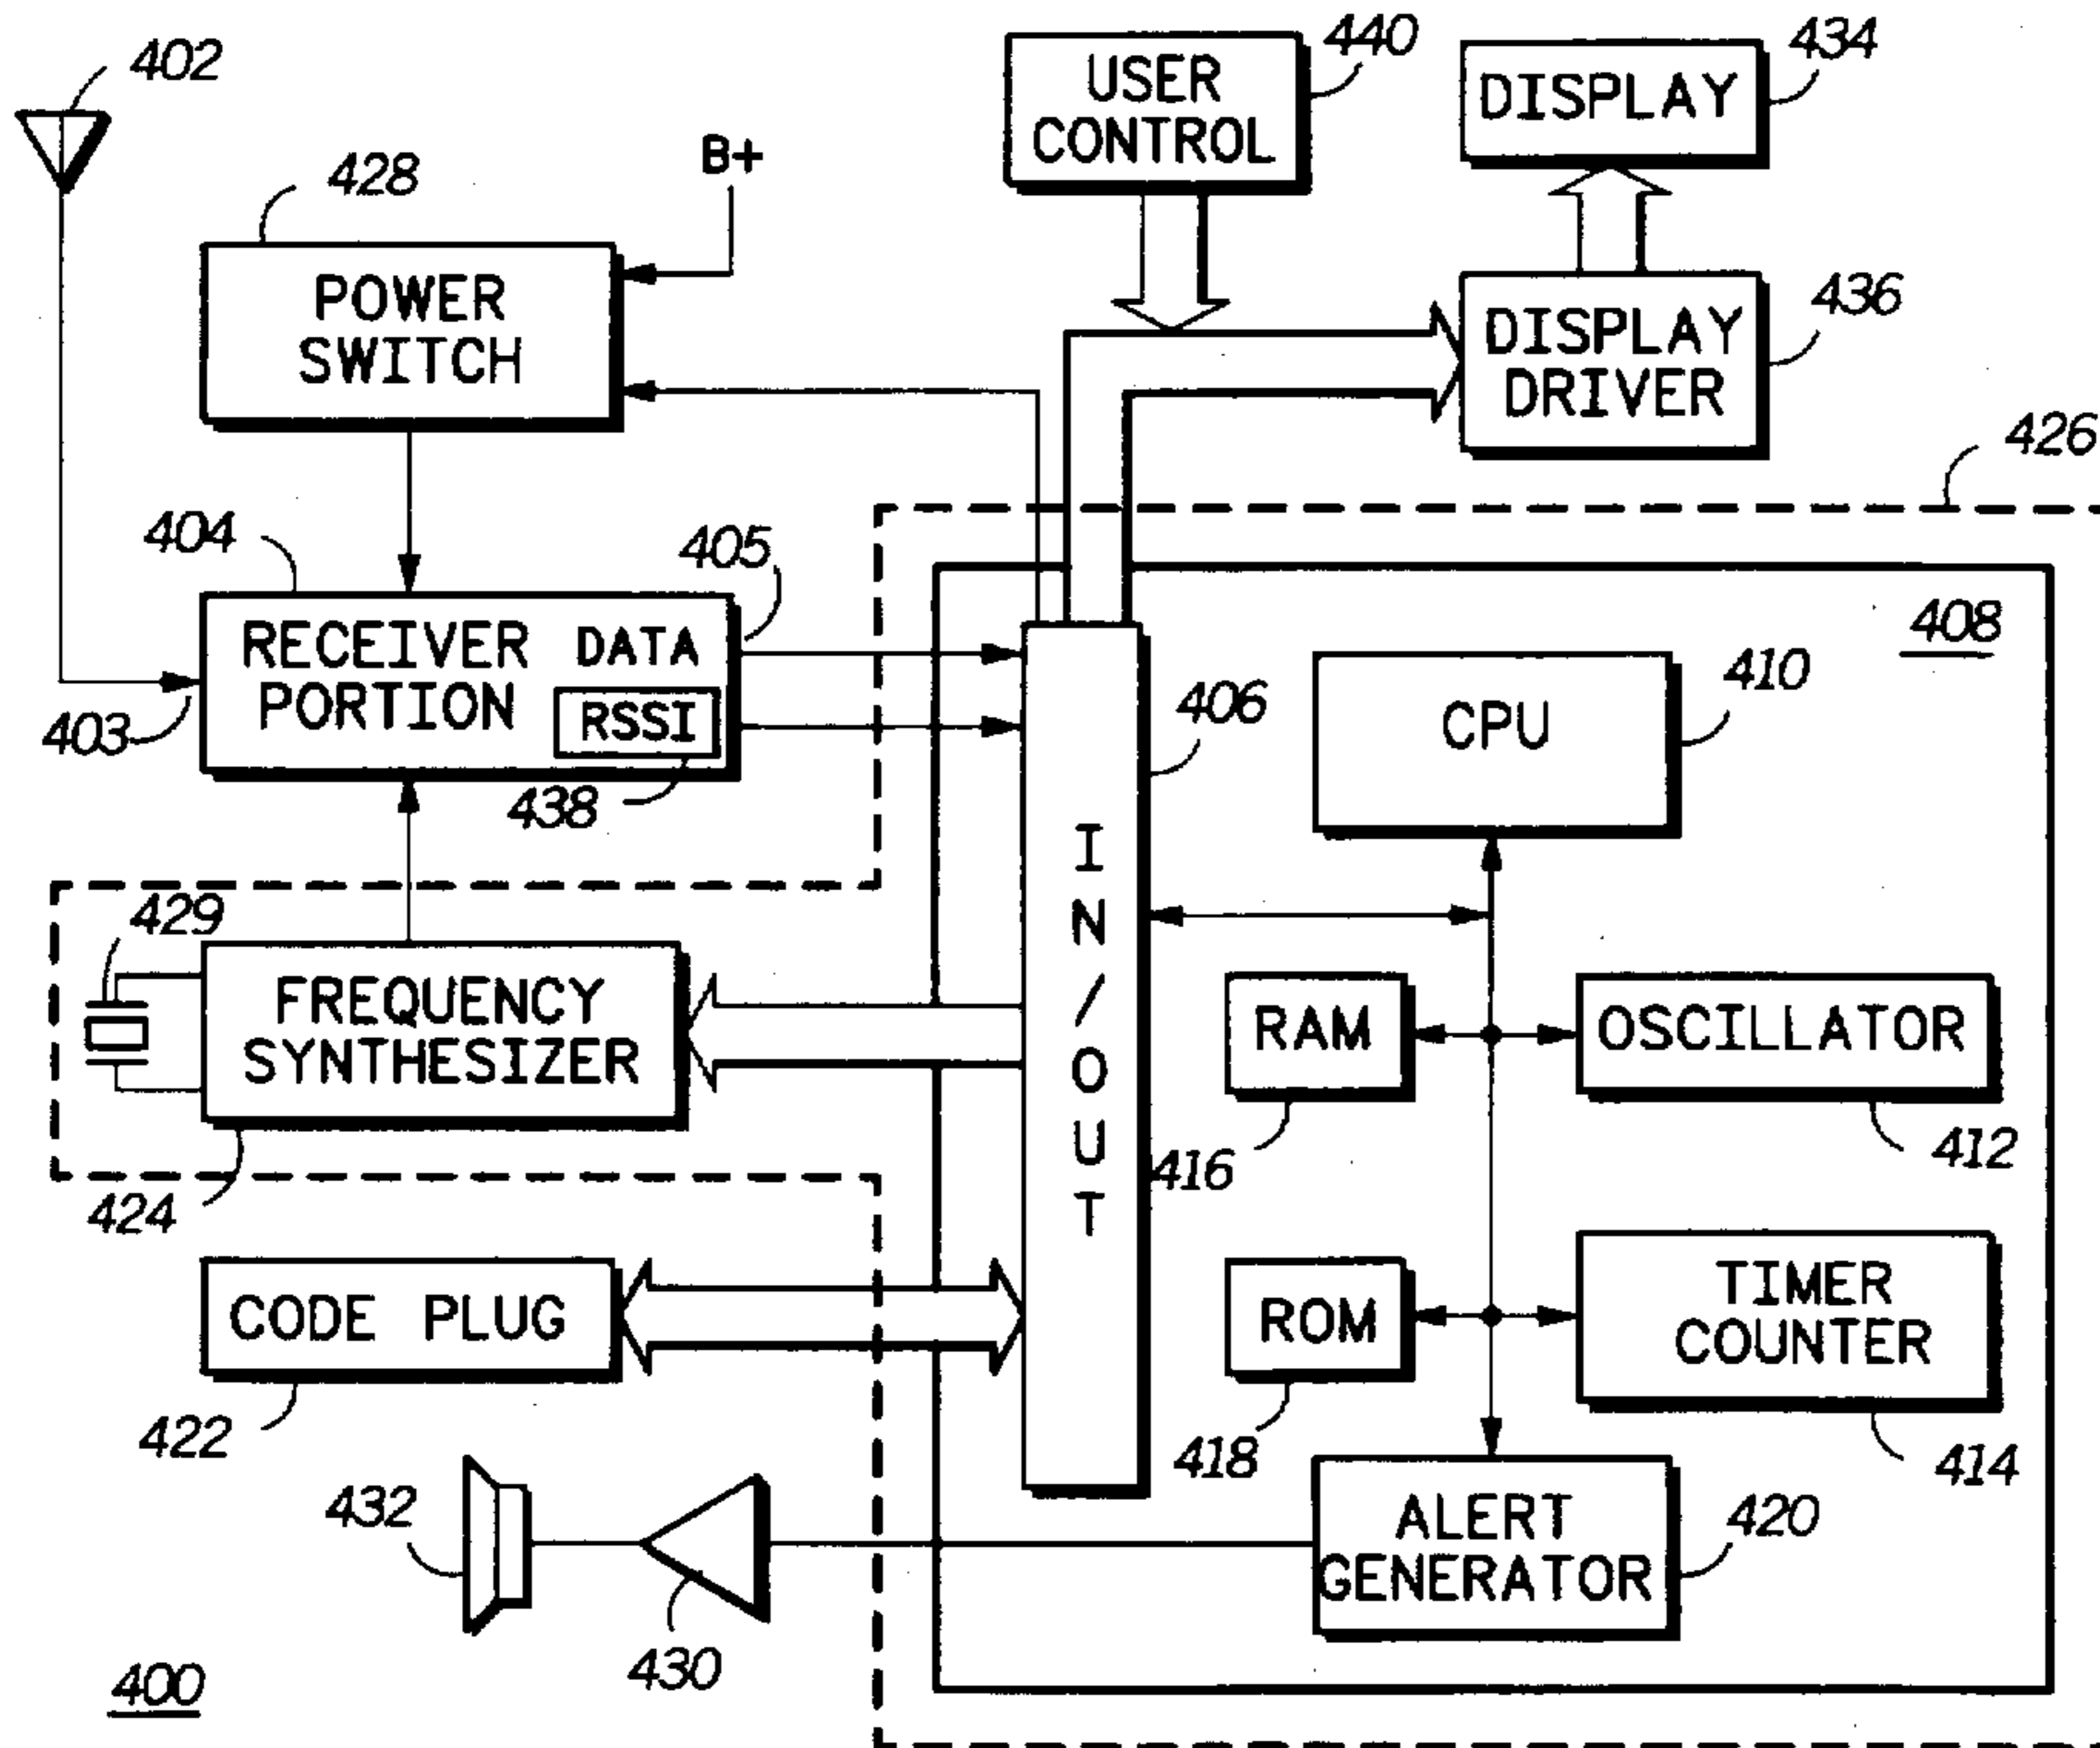 402
428
B+
USER
CONTROL
440
DISPLAY
434
POWER
SWITCH
DISPLAY
DRIVER
436
426
404
405
RECEIVER
PORTION
DATA
RSSI
403
438
406
408
CPU
410
IN/OUT
429
FREQUENCY
SYNTHESIZER
424
RAM
416
OSCILLATOR
412
CODE PLUG
422
ROM
418
TIMER
COUNTER
414
432
430
ALERT
GENERATOR
420
400